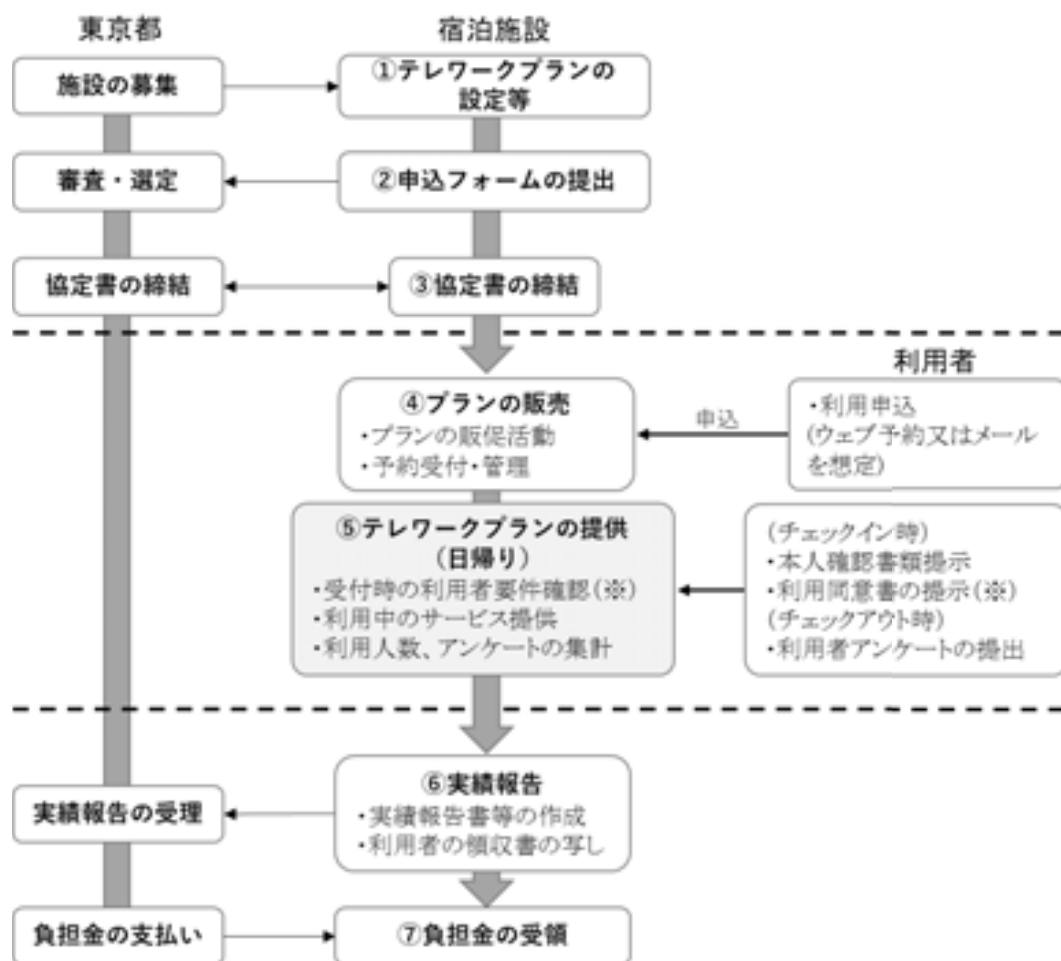 東京都
宿泊施設
施設の募集
①テレワークプランの
設定等
審査・選定
②申込フォームの提出
協定書の締結
③協定書の締結
利用者
④プランの販売
・プランの販促活動
・予約受付・管理
申込
・利用申込
(ウェブ予約又はメール
を想定)
⑤テレワークプランの提供
(日帰り)
・受付時の利用者要件確認(※)
・利用中のサービス提供
・利用人数、アンケートの集計
(チェックイン時)
・本人確認書類提示
・利用同意書の提示(※)
(チェックアウト時)
・利用者アンケートの提出
⑥実績報告
・実績報告書等の作成
・利用者の領収書の写し
実績報告の受理
負担金の支払い
⑦負担金の受領